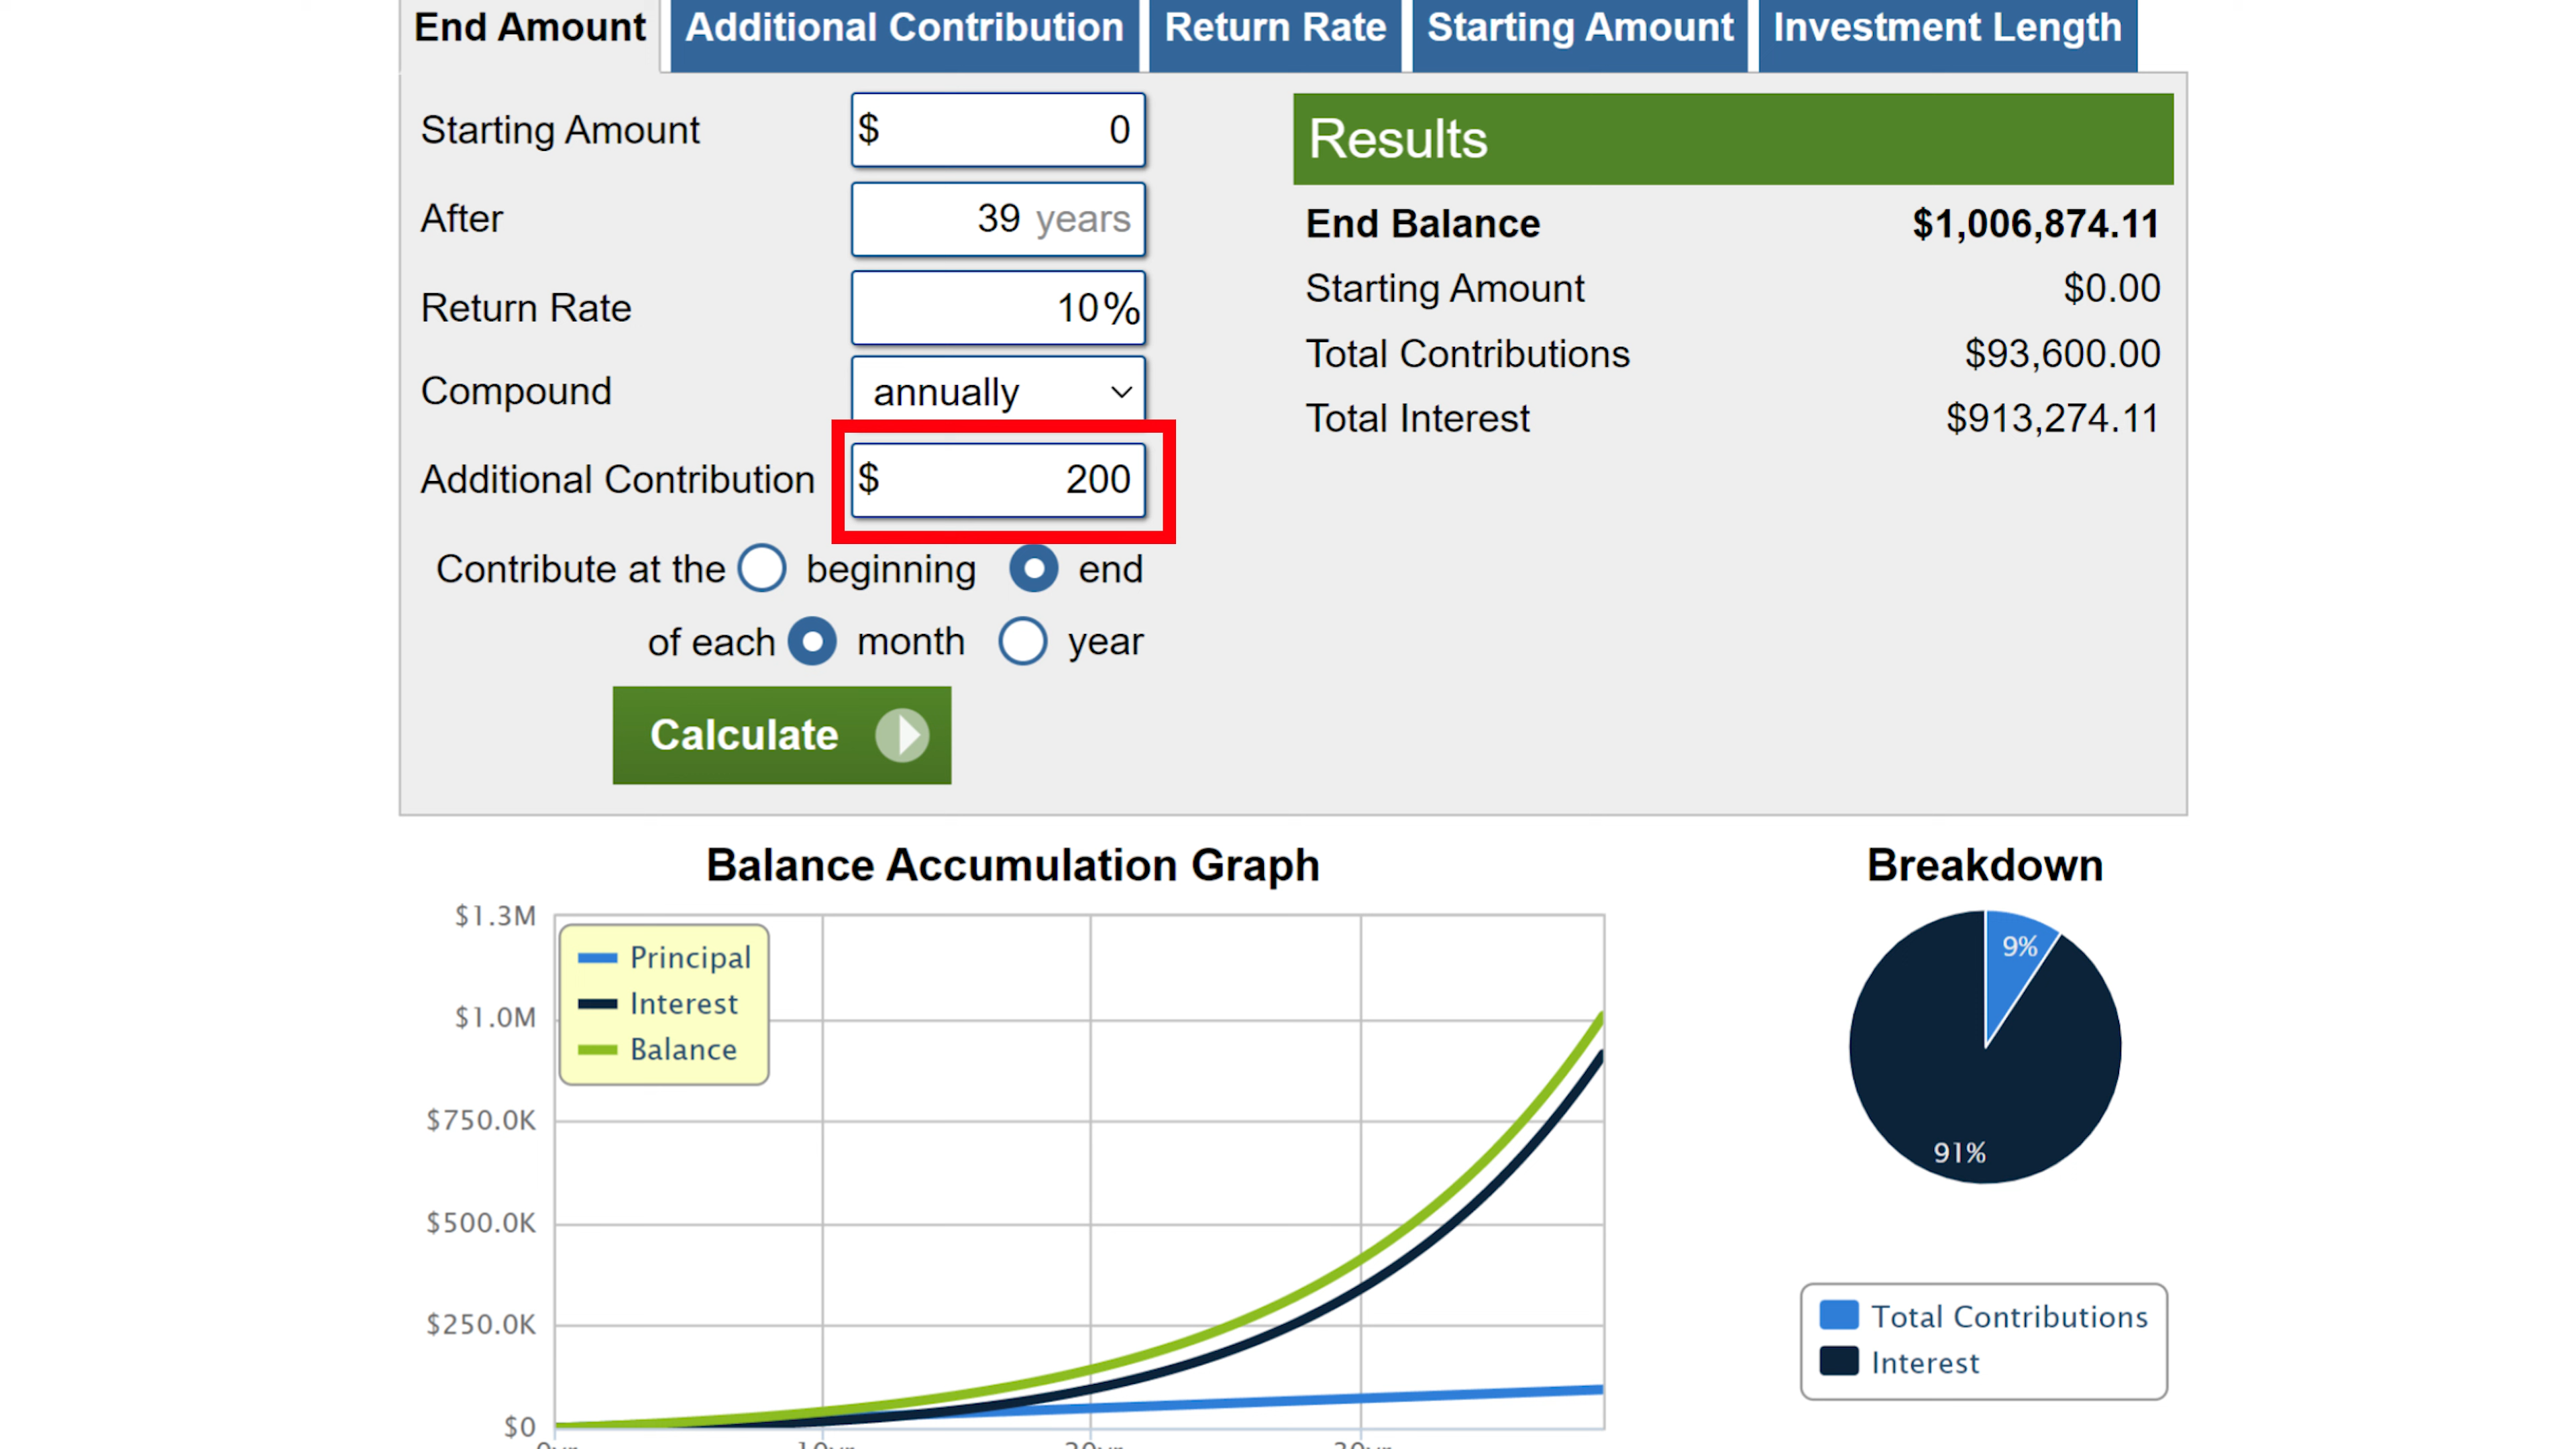 End Amount
Additional Contribution
Return Rate
Starting Amount
Investment Length
Starting Amount $ 0
After 39 years
Return Rate 10%
Compound annually
Additional Contribution $ 200
Contribute at the beginning end
of each month year
Calculate
Results
End Balance $1,006,874.11
Starting Amount $0.00
Total Contributions $93,600.00
Total Interest $913,274.11
Balance Accumulation Graph
$1.3M
$1.0M
$750.0K
$500.0K
$250.0K
$0
Principal
Interest
Balance
0yr 10yr 20yr 30yr
Breakdown
9%
91%
Total Contributions
Interest